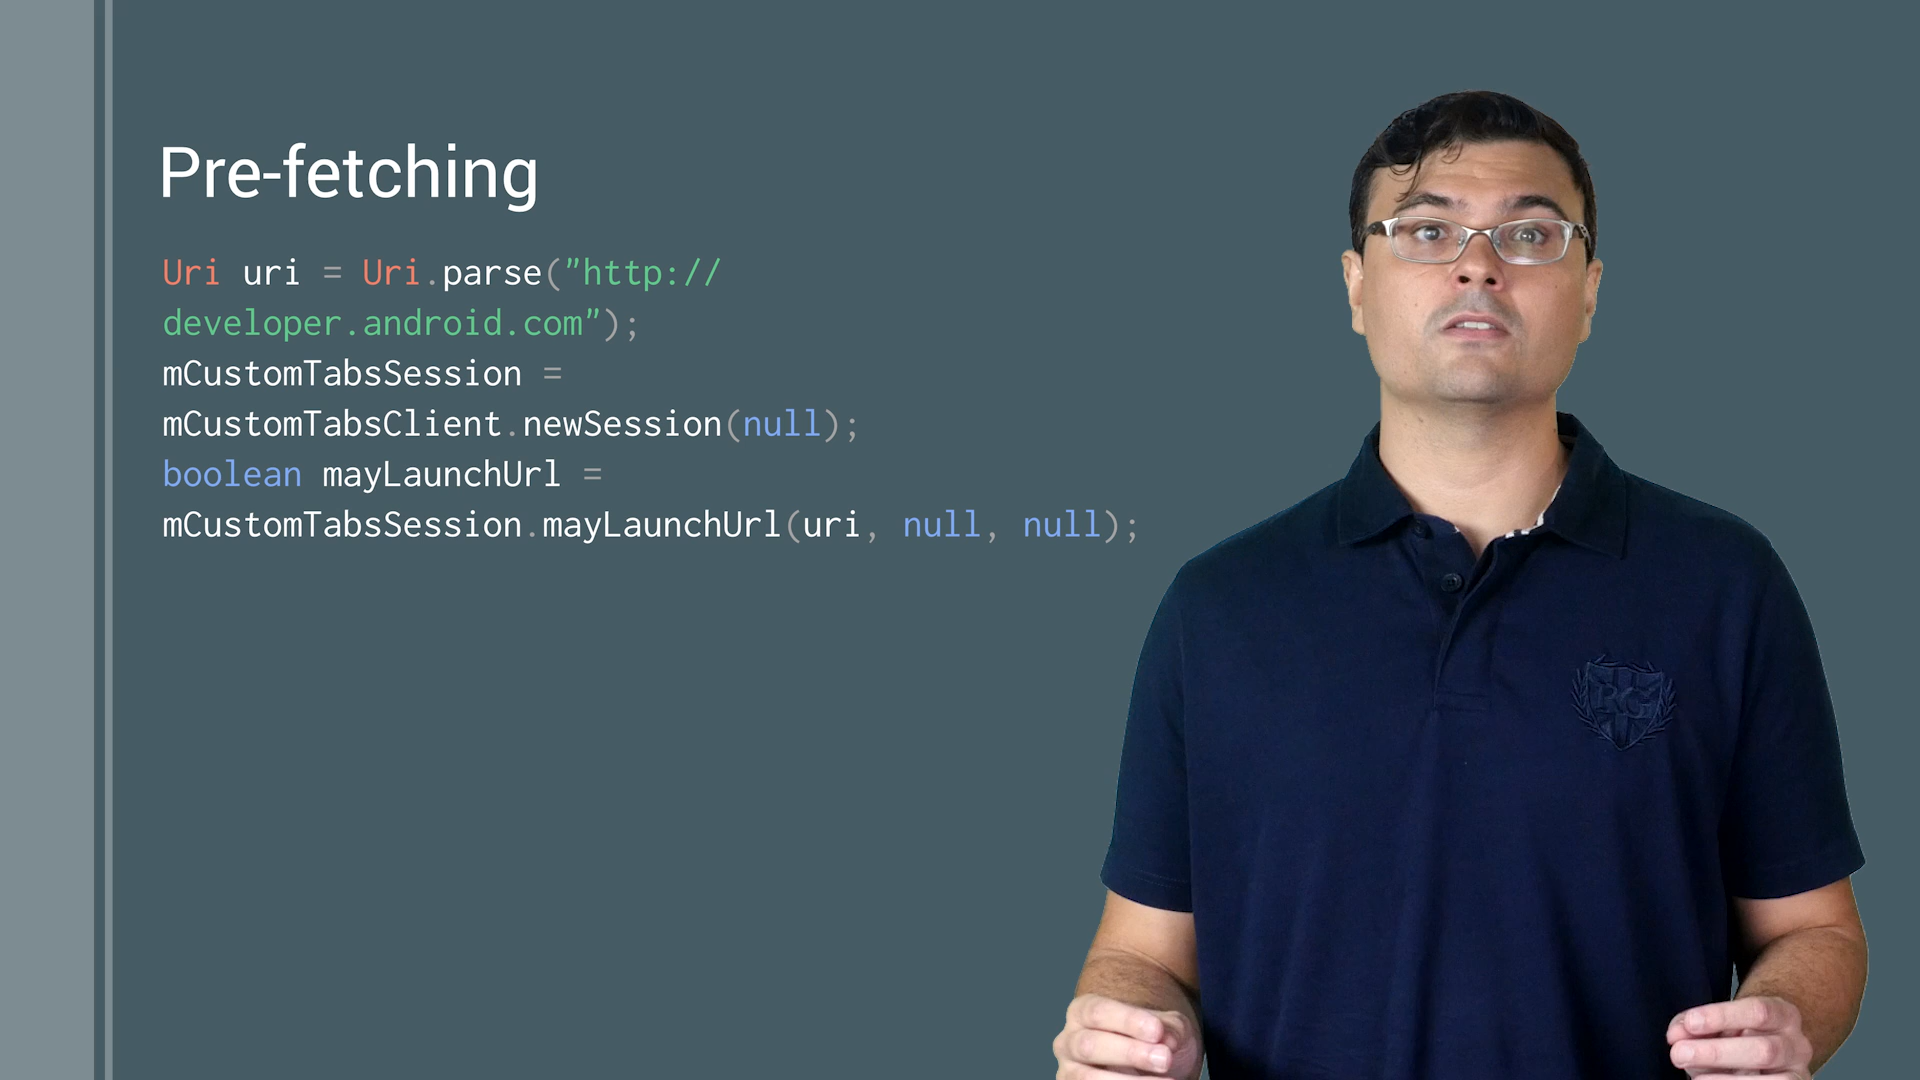 Pre-fetching
Uri uri = Uri.parse("http://
developer.android.com");
mCustomTabsSession =
mCustomTabsClient.newSession(null);
boolean mayLaunchUrl =
mCustomTabsSession.mayLaunchUrl(uri, null, null);
RG